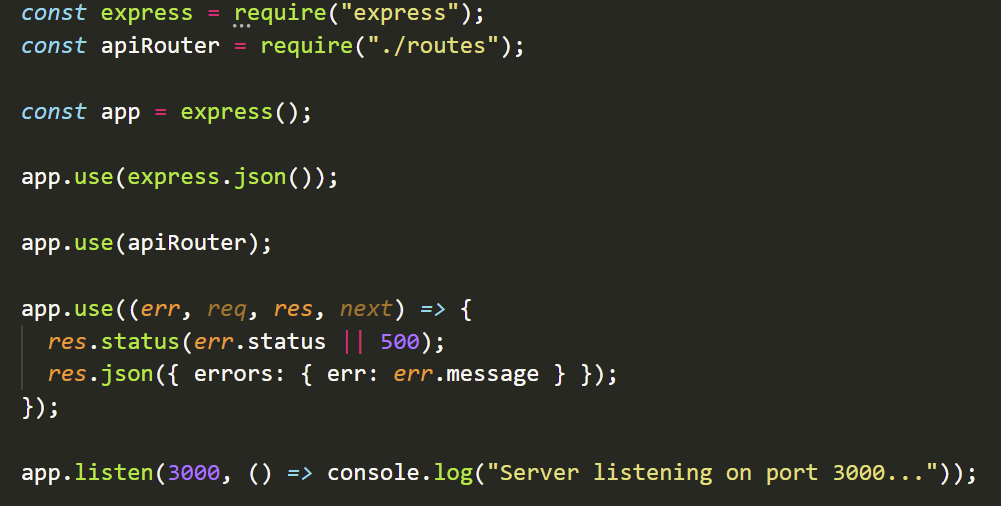 const express = require("express");
const apiRouter = require("./routes");
const app = express();
app.use(express.json());
app.use(apiRouter);
app.use((err, req, res, next) => {
res.status(err.status || 500);
res.json({ errors: { err: err.message } });
});
app.listen(3000, () => console.log("Server listening on port 3000..."));